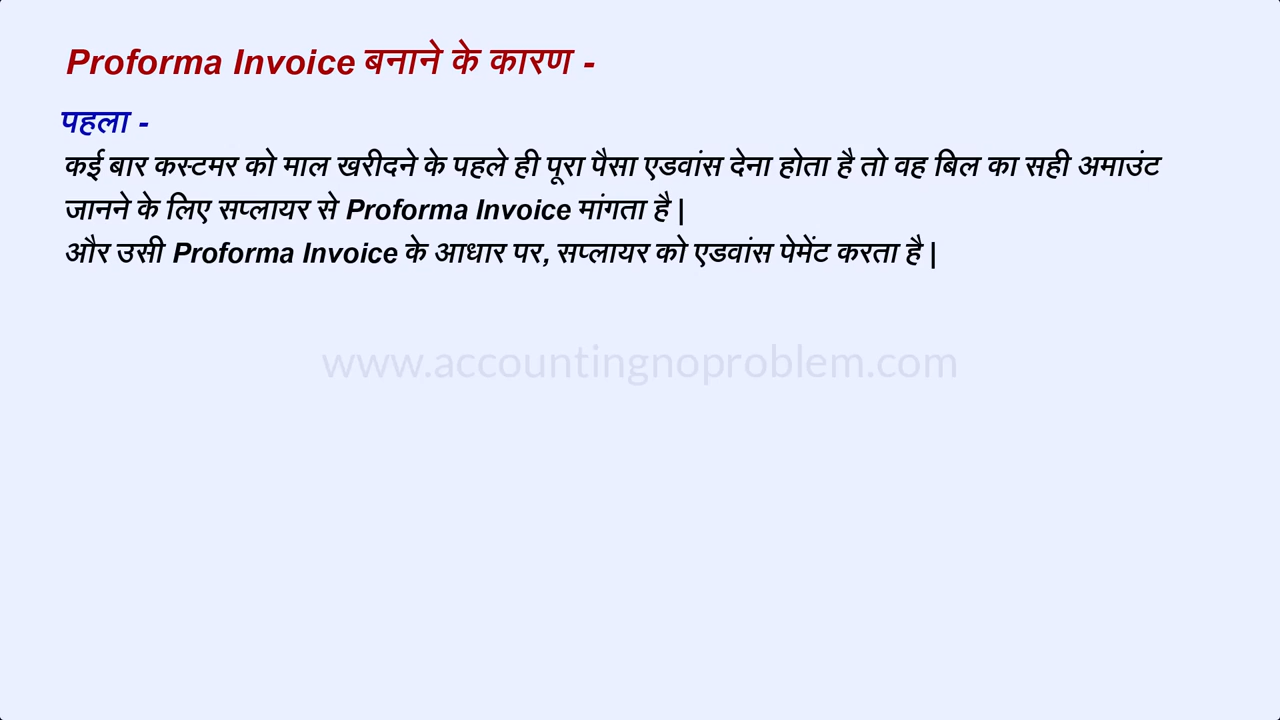 Proforma Invoice बनाने के कारण -
पहला -
कई बार कस्टमर को माल खरीदने के पहले ही पूरा पैसा एडवांस देना होता है तो वह बिल का सही अमाउंट
जानने के लिए सप्लायर से Proforma Invoice मांगता है |
और उसी Proforma Invoice के आधार पर, सप्लायर को एडवांस पेमेंट करता है |
www.accountingnoproblem.com